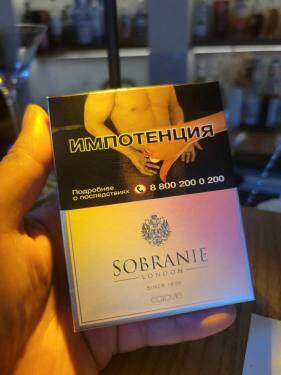 ИМПОТЕНЦИЯ
Подробнее
о последствиях 8 800 200 0 200
SOBRANIE
LONDON
SINCE 1879